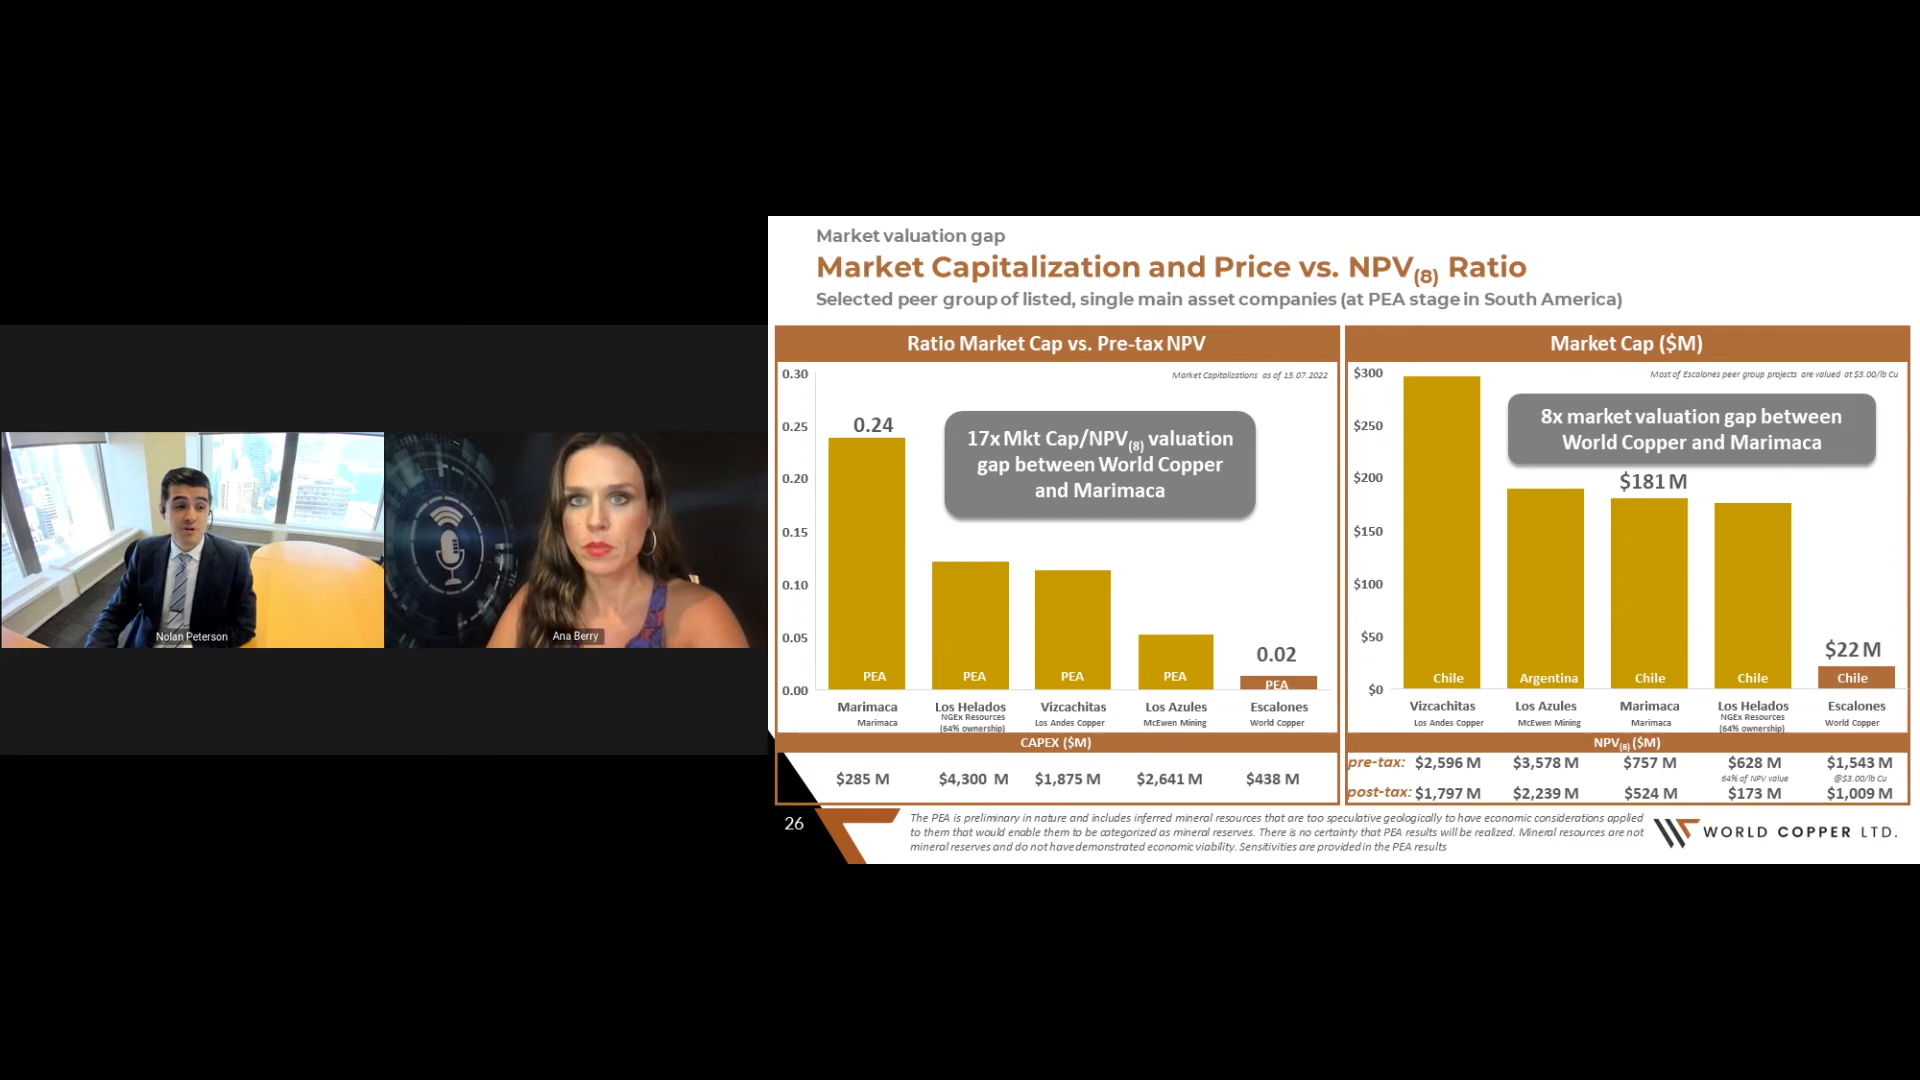 Market valuation gap
Market Capitalization and Price vs. NPV(8) Ratio
Selected peer group of listed, single main asset companies (at PEA stage in South America)
Ratio Market Cap vs. Pre-tax NPV
Market Capitalizations as of 15.07.2022
0.30
0.25
0.20
0.15
0.10
0.05
0.00
0.24
17x Mkt Cap/NPV(8) valuation
gap between World Copper
and Marimaca
0.02
PEA
PEA
PEA
PEA
PEA
Marimaca
Marimaca
Los Helados
NGEx Resources
(64% ownership)
Vizcachitas
Los Andes Copper
Los Azules
McEwen Mining
Escalones
World Copper
CAPEX ($M)
$285 M
$4,300 M
$1,875 M
$2,641 M
$438 M
Market Cap ($M)
Most of Escalones peer group projects are valued at $3.00/lb Cu
$300
$250
$200
$150
$100
$50
$0
8x market valuation gap between
World Copper and Marimaca
$181 M
$22 M
Chile
Argentina
Chile
Chile
Chile
Vizcachitas
Los Andes Copper
Los Azules
McEwen Mining
Marimaca
Marimaca
Los Helados
NGEx Resources
(64% ownership)
Escalones
World Copper
NPV(8) ($M)
pre-tax: $2,596 M $3,578 M $757 M $628 M $1,543 M
64% of NPV value @$3.00/lb Cu
post-tax: $1,797 M $2,239 M $524 M $173 M $1,009 M
26
The PEA is preliminary in nature and includes inferred mineral resources that are too speculative geologically to have economic considerations applied
to them that would enable them to be categorized as mineral reserves. There is no certainty that PEA results will be realized. Mineral resources are not
mineral reserves and do not have demonstrated economic viability. Sensitivities are provided in the PEA results
WORLD COPPER LTD.
Nolan Peterson
Ana Berry